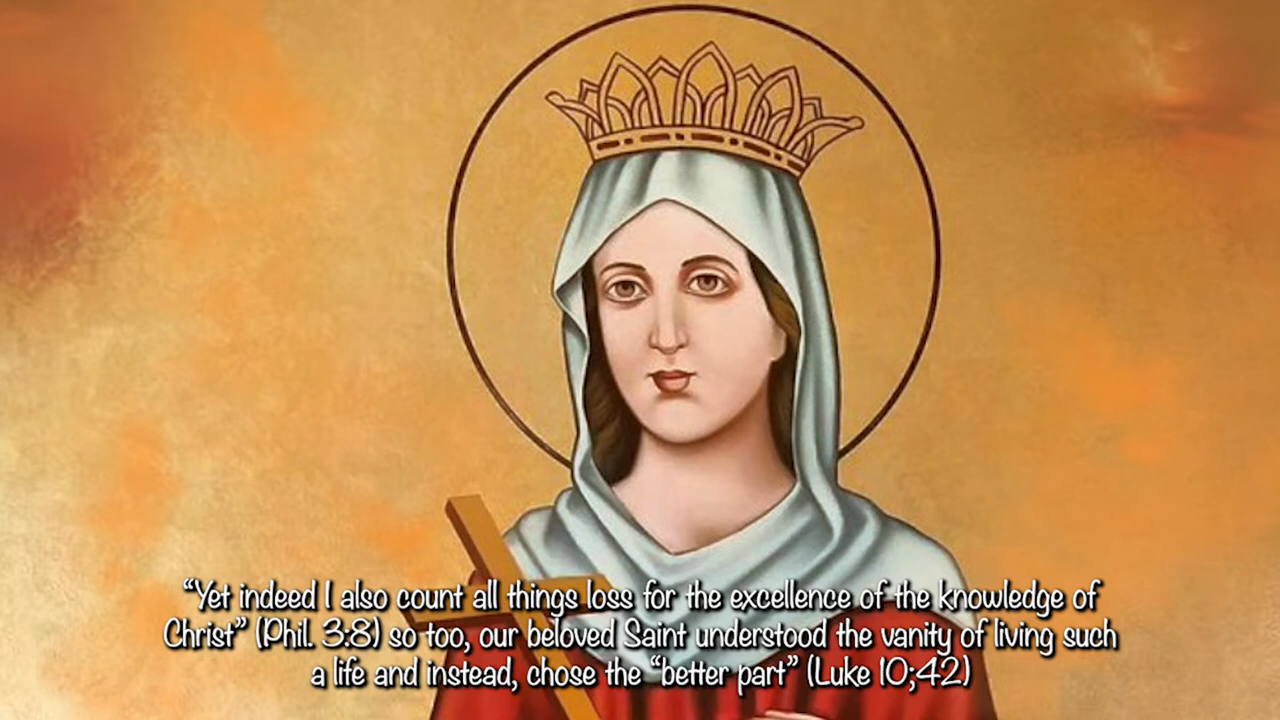 “Yet indeed I also count all things loss for the excellence of the knowledge of
Christ” (Phil. 3:8) so too, our beloved Saint understood the vanity of living such
a life and instead, chose the “better part” (Luke 10;42)